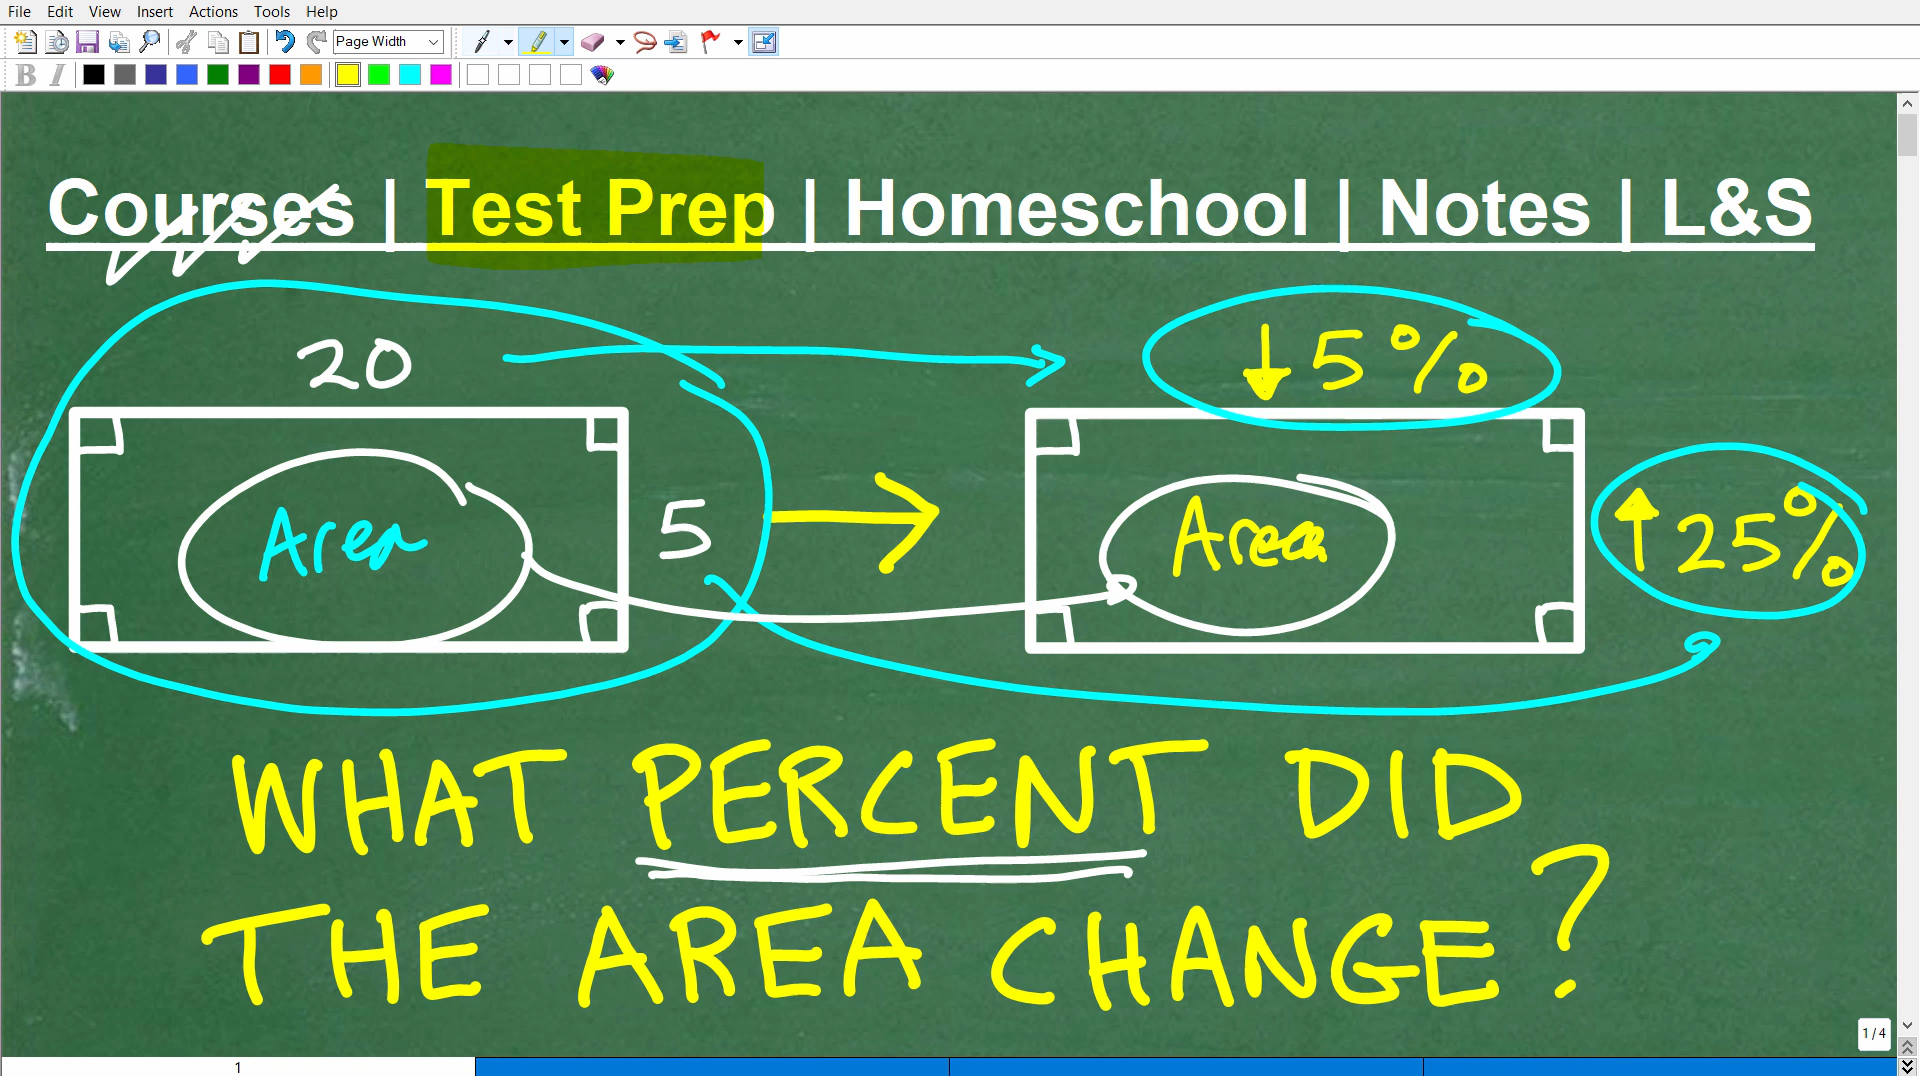 File Edit View Insert Actions Tools Help
Page Width
B I
Courses | Test Prep | Homeschool | Notes | L&S
20
↓ 5%
Area
5
Area
↑ 25%
WHAT PERCENT DID
THE AREA CHANGE?
1 / 4
1